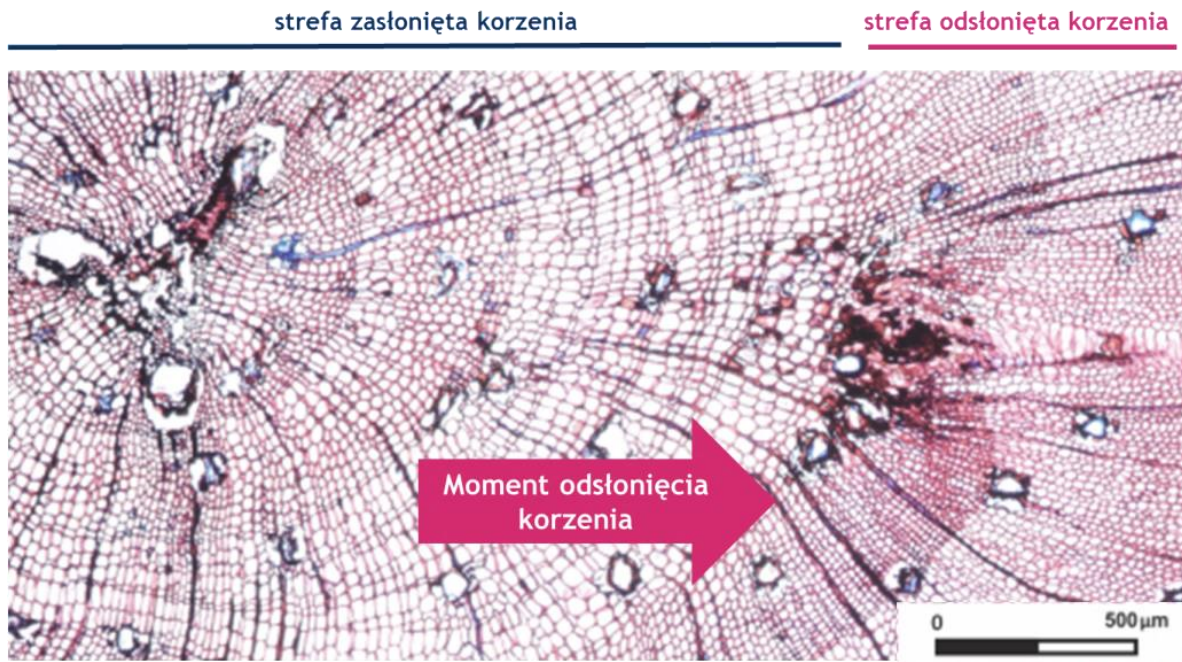 strefa zasłonięta korzenia
strefa odsłonięta korzenia
Moment odsłonięcia
korzenia
0 500 µm